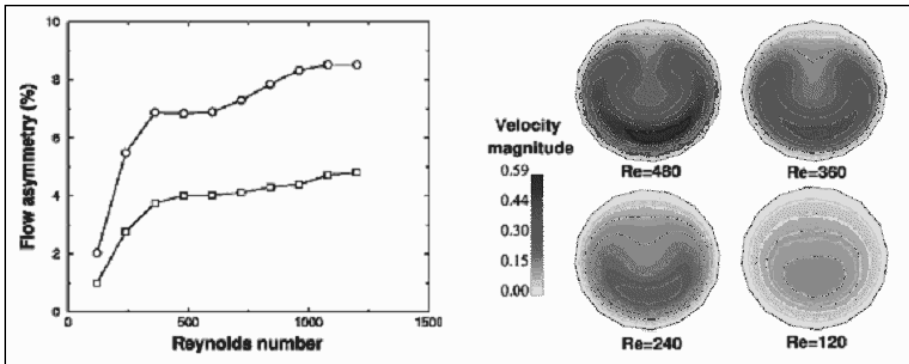 10
8
6
4
2
0
Flow asymmetry (%)
0 500 1000 1500
Reynolds number
Velocity
magnitude
0.59
0.44
0.30
0.15
0.00
Re=480 Re=360
Re=240 Re=120